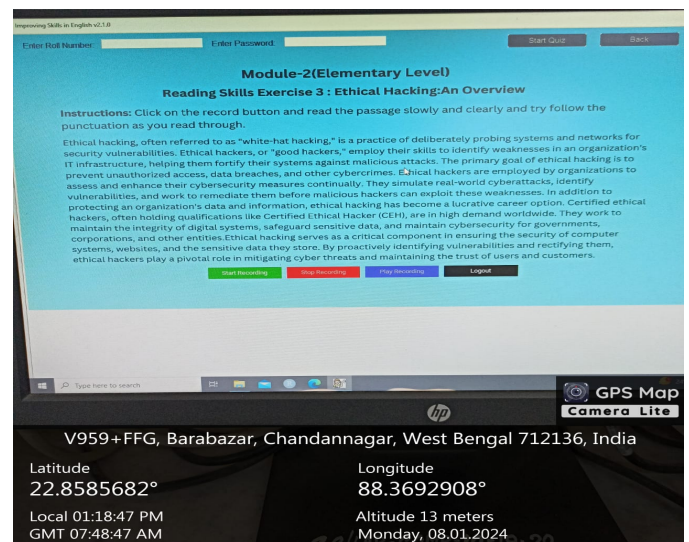 Improving Skills in English v2.1.0
Enter Roll Number: Enter Password: Start Quiz Back
Module-2(Elementary Level)
Reading Skills Exercise 3 : Ethical Hacking:An Overview
Instructions: Click on the record button and read the passage slowly and clearly and try follow the
punctuation as you read through.
Ethical hacking, often referred to as "white-hat hacking," is a practice of deliberately probing systems and networks for
security vulnerabilities. Ethical hackers, or "good hackers," employ their skills to identify weaknesses in an organization's
IT infrastructure, helping them fortify their systems against malicious attacks. The primary goal of ethical hacking is to
prevent unauthorized access, data breaches, and other cybercrimes. Ethical hackers are employed by organizations to
assess and enhance their cybersecurity measures continually. They simulate real-world cyberattacks, identify
vulnerabilities, and work to remediate them before malicious hackers can exploit these weaknesses. In addition to
protecting an organization's data and information, ethical hacking has become a lucrative career option. Certified ethical
hackers, often holding qualifications like Certified Ethical Hacker (CEH), are in high demand worldwide. They work to
maintain the integrity of digital systems, safeguard sensitive data, and maintain cybersecurity for governments,
corporations, and other entities.Ethical hacking serves as a critical component in ensuring the security of computer
systems, websites, and the sensitive data they store. By proactively identifying vulnerabilities and rectifying them,
ethical hackers play a pivotal role in mitigating cyber threats and maintaining the trust of users and customers.
Start Recording Stop Recording Play Recording Logout
Type here to search
hp
GPS Map
Camera Lite
V959+FFG, Barabazar, Chandannagar, West Bengal 712136, India
Latitude Longitude
22.8585682° 88.3692908°
Local 01:18:47 PM Altitude 13 meters
GMT 07:48:47 AM Monday, 08.01.2024